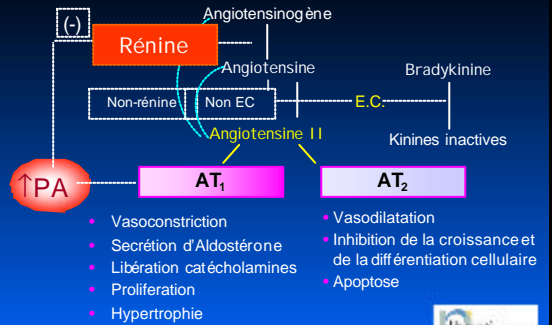 Angiotensinogène
(-)
Rénine
Angiotensine
Bradykinine
Non-rénine
Non EC
E.C.
Angiotensine II
Kinines inactives
↑PA
AT₁
AT₂
• Vasoconstriction
• Secrétion d'Aldostérone
• Libération catécholamines
• Proliferation
• Hypertrophie
• Vasodilatation
• Inhibition de la croissance et
de la différentiation cellulaire
• Apoptose